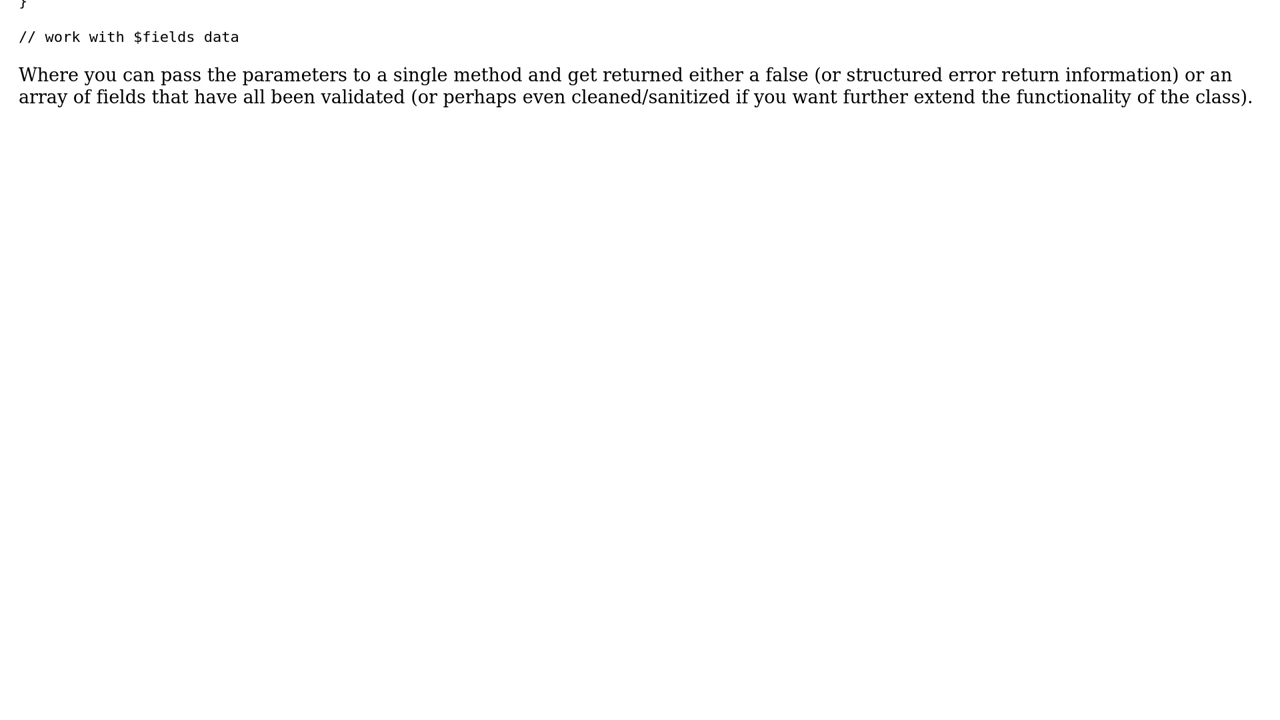 }
// work with $fields data
Where you can pass the parameters to a single method and get returned either a false (or structured error return information) or an
array of fields that have all been validated (or perhaps even cleaned/sanitized if you want further extend the functionality of the class).